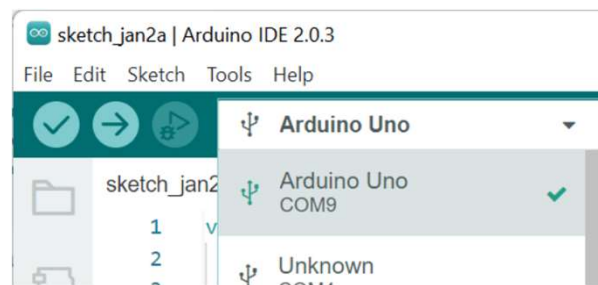 sketch_jan2a | Arduino IDE 2.0.3
File Edit Sketch Tools Help
Arduino Uno
sketch_jan2
Arduino Uno
COM9
1
2
Unknown